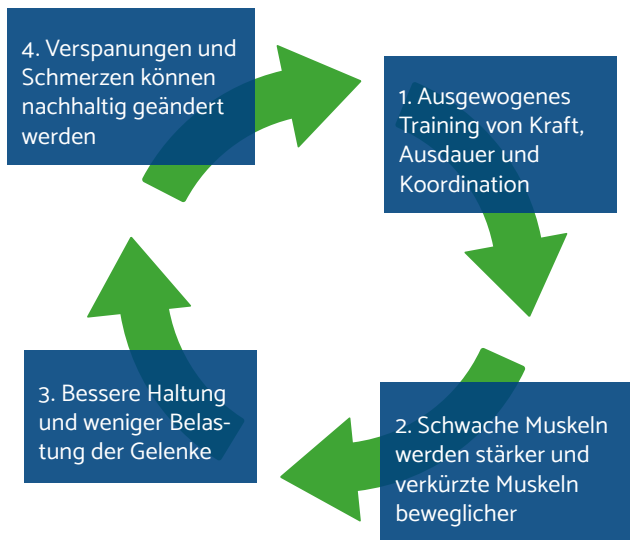 1. Ausgewogenes
Training von Kraft,
Ausdauer und
Koordination
2. Schwache Muskeln
werden stärker und
verkürzte Muskeln
beweglicher
3. Bessere Haltung
und weniger Belas-
tung der Gelenke
4. Verspanungen und
Schmerzen können
nachhaltig geändert
werden